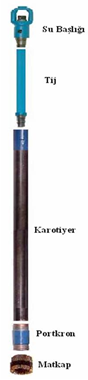 Su Başlığı
Tij
Karotiyer
Portkron
Matkap